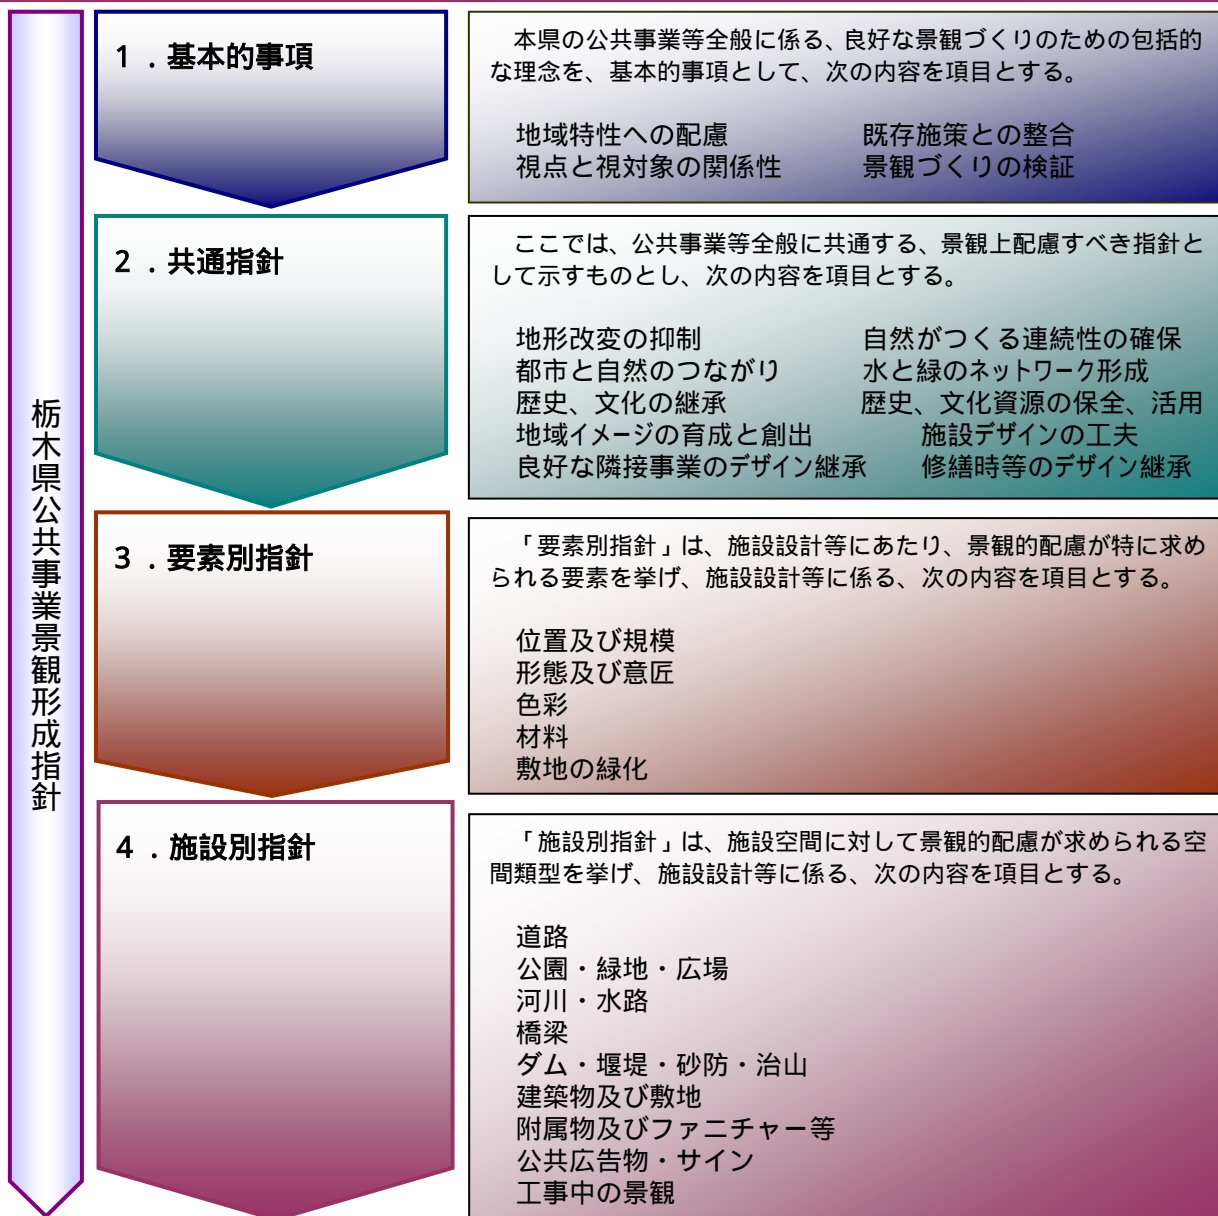 栃木県公共事業景観形成指針
１．基本的事項
本県の公共事業等全般に係る、良好な景観づくりのための包括的
な理念を、基本的事項として、次の内容を項目とする。
地域特性への配慮　既存施策との整合
視点と視対象の関係性　景観づくりの検証
２．共通指針
ここでは、公共事業等全般に共通する、景観上配慮すべき指針と
して示すものとし、次の内容を項目とする。
地形改変の抑制　自然がつくる連続性の確保
都市と自然のつながり　水と緑のネットワーク形成
歴史、文化の継承　歴史、文化資源の保全、活用
地域イメージの育成と創出　施設デザインの工夫
良好な隣接事業のデザイン継承　修繕時等のデザイン継承
３．要素別指針
「要素別指針」は、施設設計等にあたり、景観的配慮が特に求め
られる要素を挙げ、施設設計等に係る、次の内容を項目とする。
位置及び規模
形態及び意匠
色彩
材料
敷地の緑化
４．施設別指針
「施設別指針」は、施設空間に対して景観的配慮が求められる空
間類型を挙げ、施設設計等に係る、次の内容を項目とする。
道路
公園・緑地・広場
河川・水路
橋梁
ダム・堰堤・砂防・治山
建築物及び敷地
附属物及びファニチャー等
公共広告物・サイン
工事中の景観